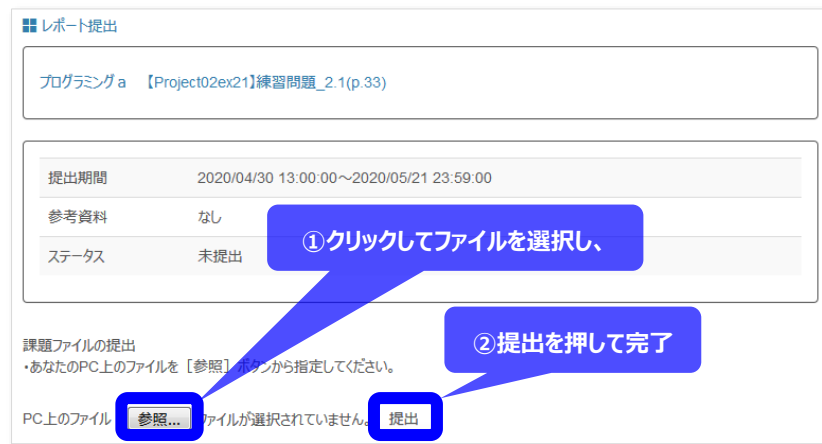 レポート提出
プログラミングa 【Project02ex21】練習問題_2.1(p.33)
提出期間 2020/04/30 13:00:00～2020/05/21 23:59:00
参考資料 なし
①クリックしてファイルを選択し、
ステータス 未提出
②提出を押して完了
課題ファイルの提出
・あなたのPC上のファイルを［参照］ボタンから指定してください。
PC上のファイル 参照... ファイルが選択されていません。 提出